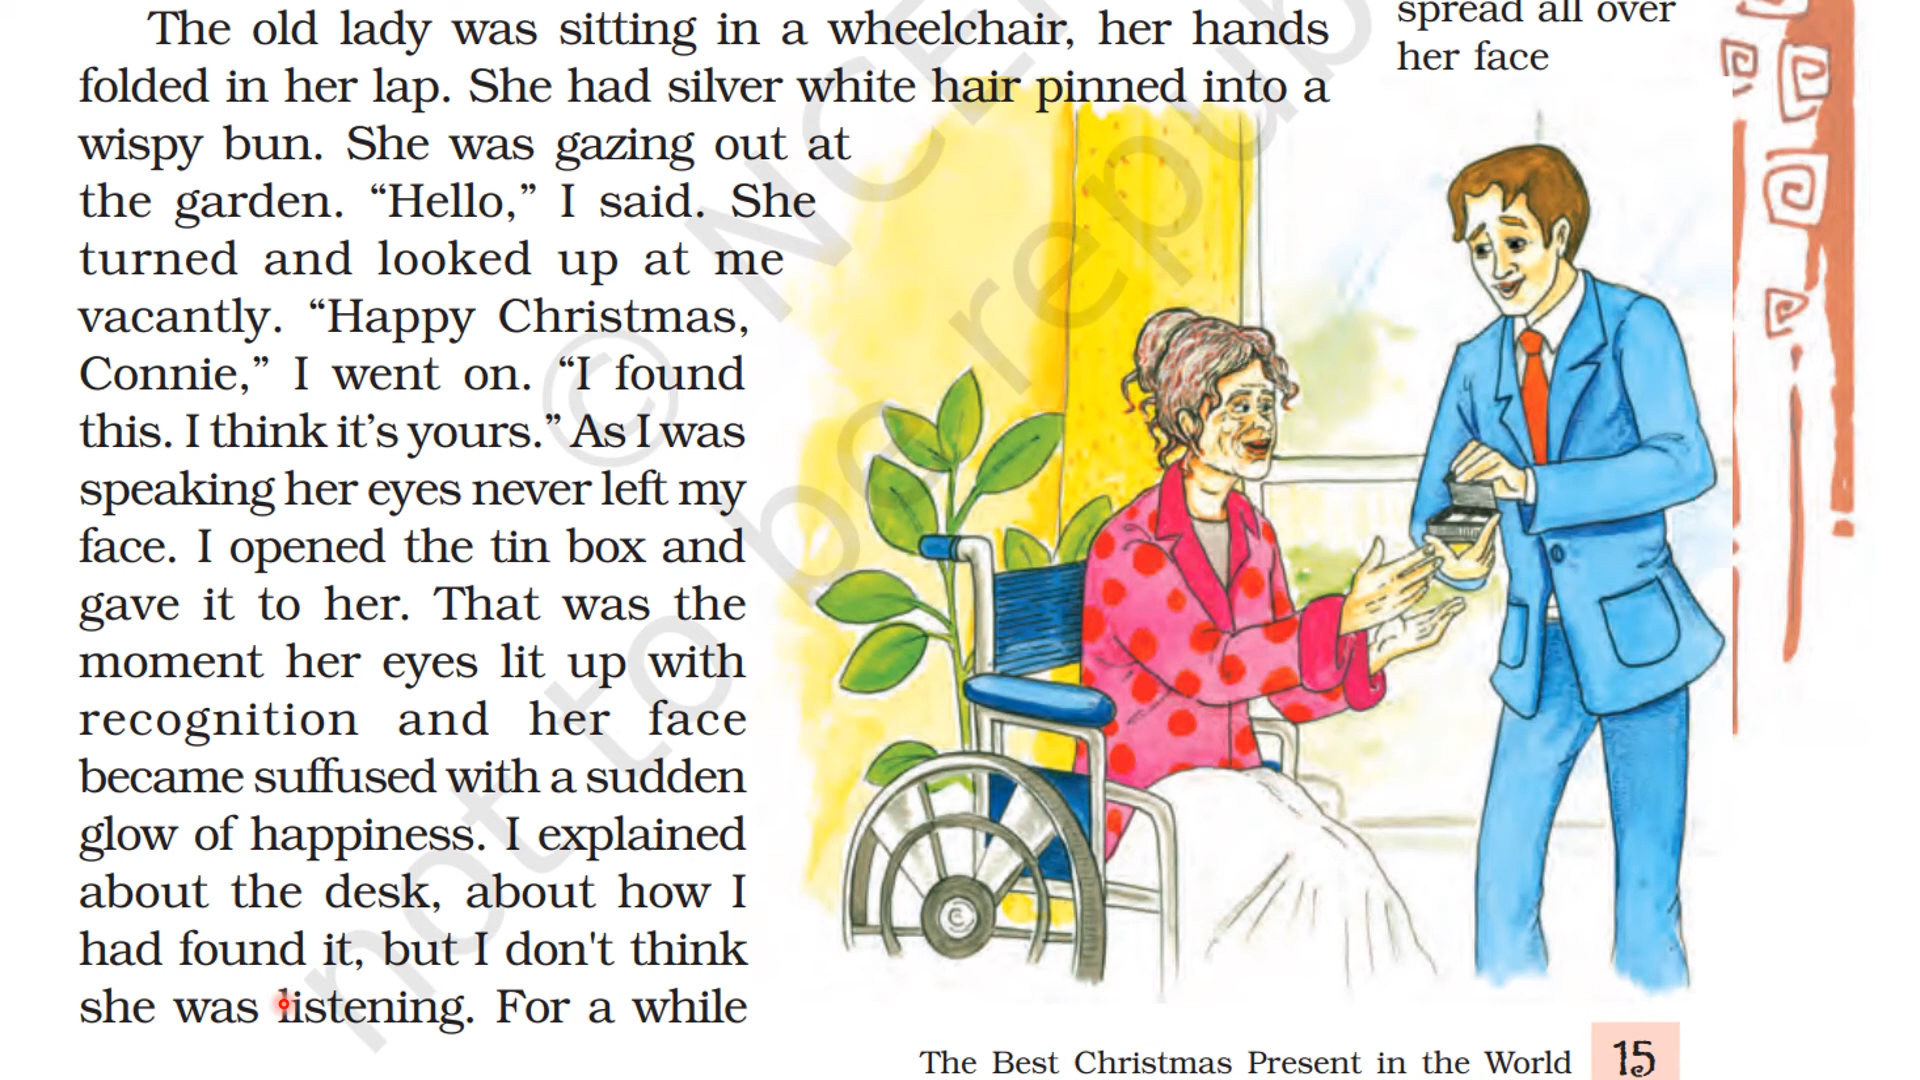 The old lady was sitting in a wheelchair, her hands
folded in her lap. She had silver white hair pinned into a
wispy bun. She was gazing out at
the garden. “Hello,” I said. She
turned and looked up at me
vacantly. “Happy Christmas,
Connie,” I went on. “I found
this. I think it’s yours.” As I was
speaking her eyes never left my
face. I opened the tin box and
gave it to her. That was the
moment her eyes lit up with
recognition and her face
became suffused with a sudden
glow of happiness. I explained
about the desk, about how I
had found it, but I don't think
she was listening. For a while
spread all over
her face
© NCE
not to be repub
The Best Christmas Present in the World 15